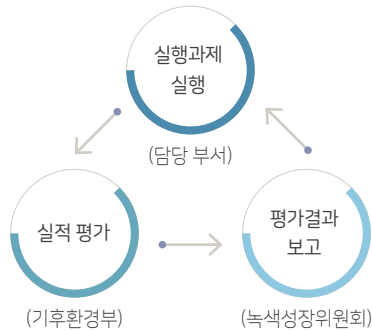 실행과제
실행
(담당 부서)
실적 평가
(기후환경부)
평가결과
보고
(녹색성장위원회)